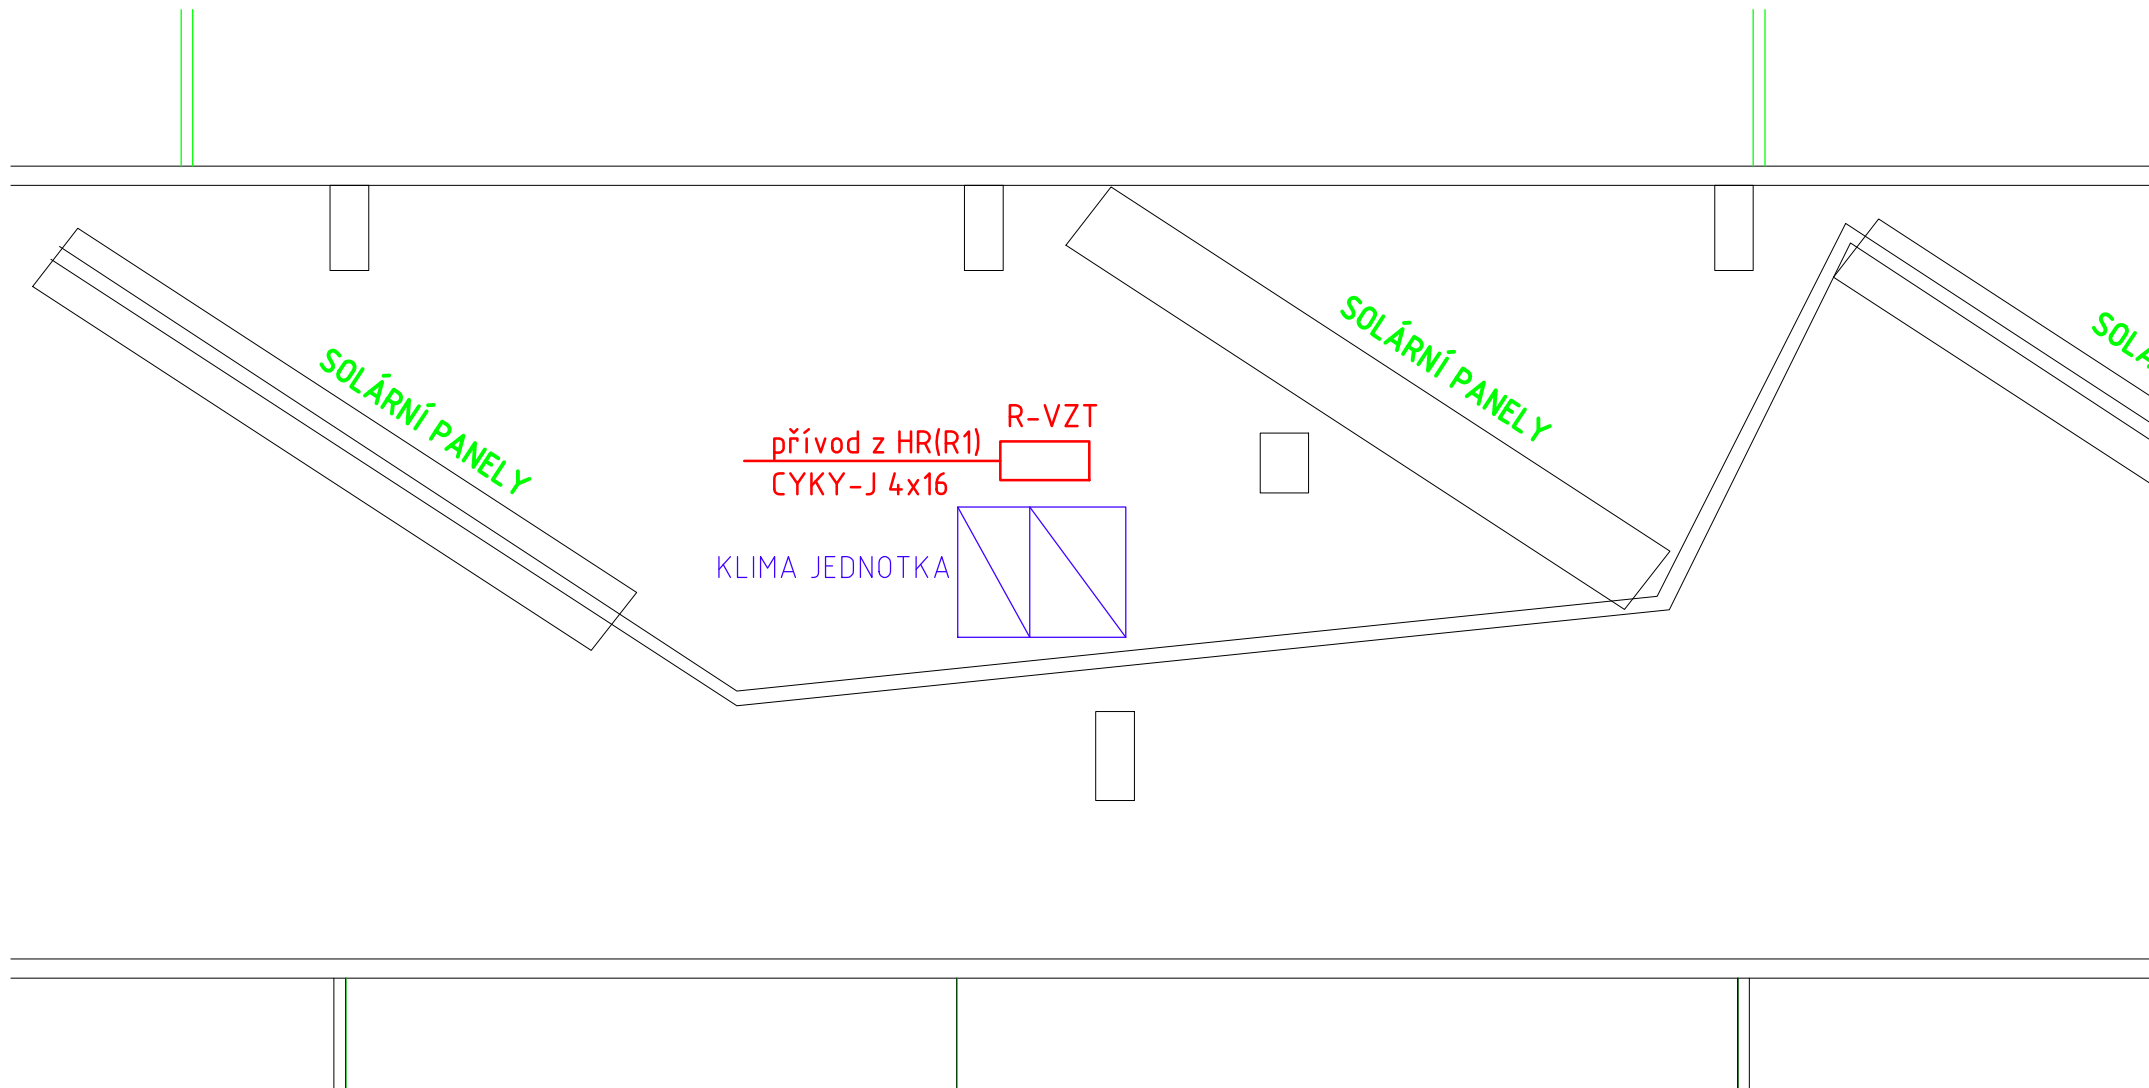 SOLÁRNÍ PANELY
R-VZT
přívod z HR(R1)
CYKY-J 4x16
KLIMA JEDNOTKA
SOLÁRNÍ PANELY